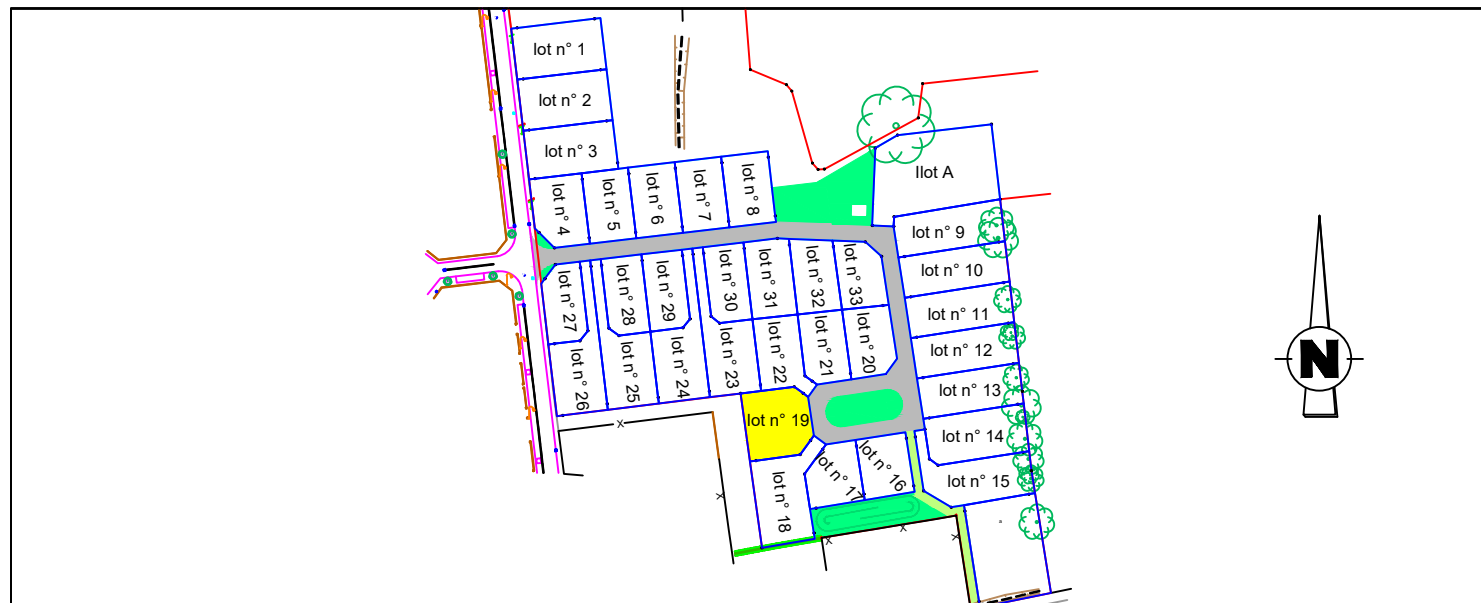 lot n° 1
lot n° 2
lot n° 3
lot n° 4
lot n° 5
lot n° 6
lot n° 7
lot n° 8
Ilot A
lot n° 9
lot n° 10
lot n° 11
lot n° 12
lot n° 13
lot n° 14
lot n° 15
lot n° 27
lot n° 28
lot n° 29
lot n° 30
lot n° 31
lot n° 32
lot n° 33
lot n° 26
lot n° 25
lot n° 24
lot n° 23
lot n° 22
lot n° 21
lot n° 20
lot n° 19
lot n° 18
lot n° 17
lot n° 16
N